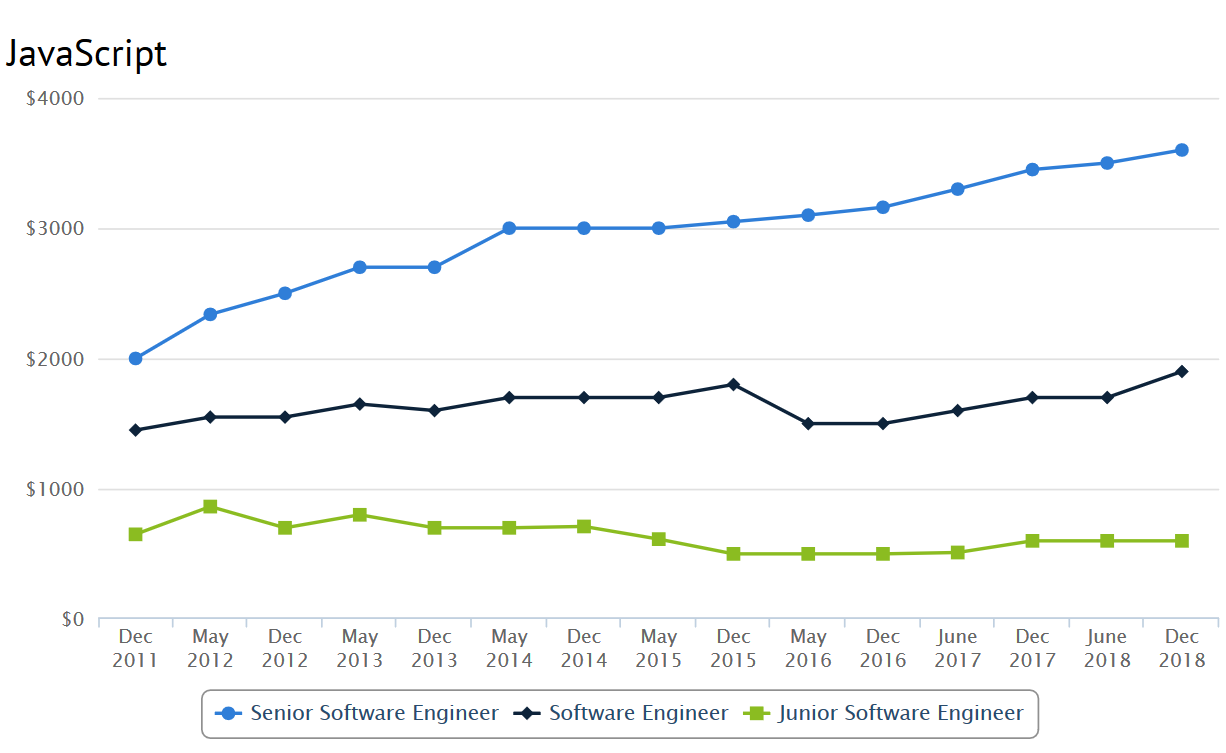 JavaScript
$4000
$3000
$2000
$1000
$0
Dec May Dec May Dec May Dec May Dec May Dec June Dec June Dec
2011 2012 2012 2013 2013 2014 2014 2015 2015 2016 2016 2017 2017 2018 2018
Senior Software Engineer Software Engineer Junior Software Engineer